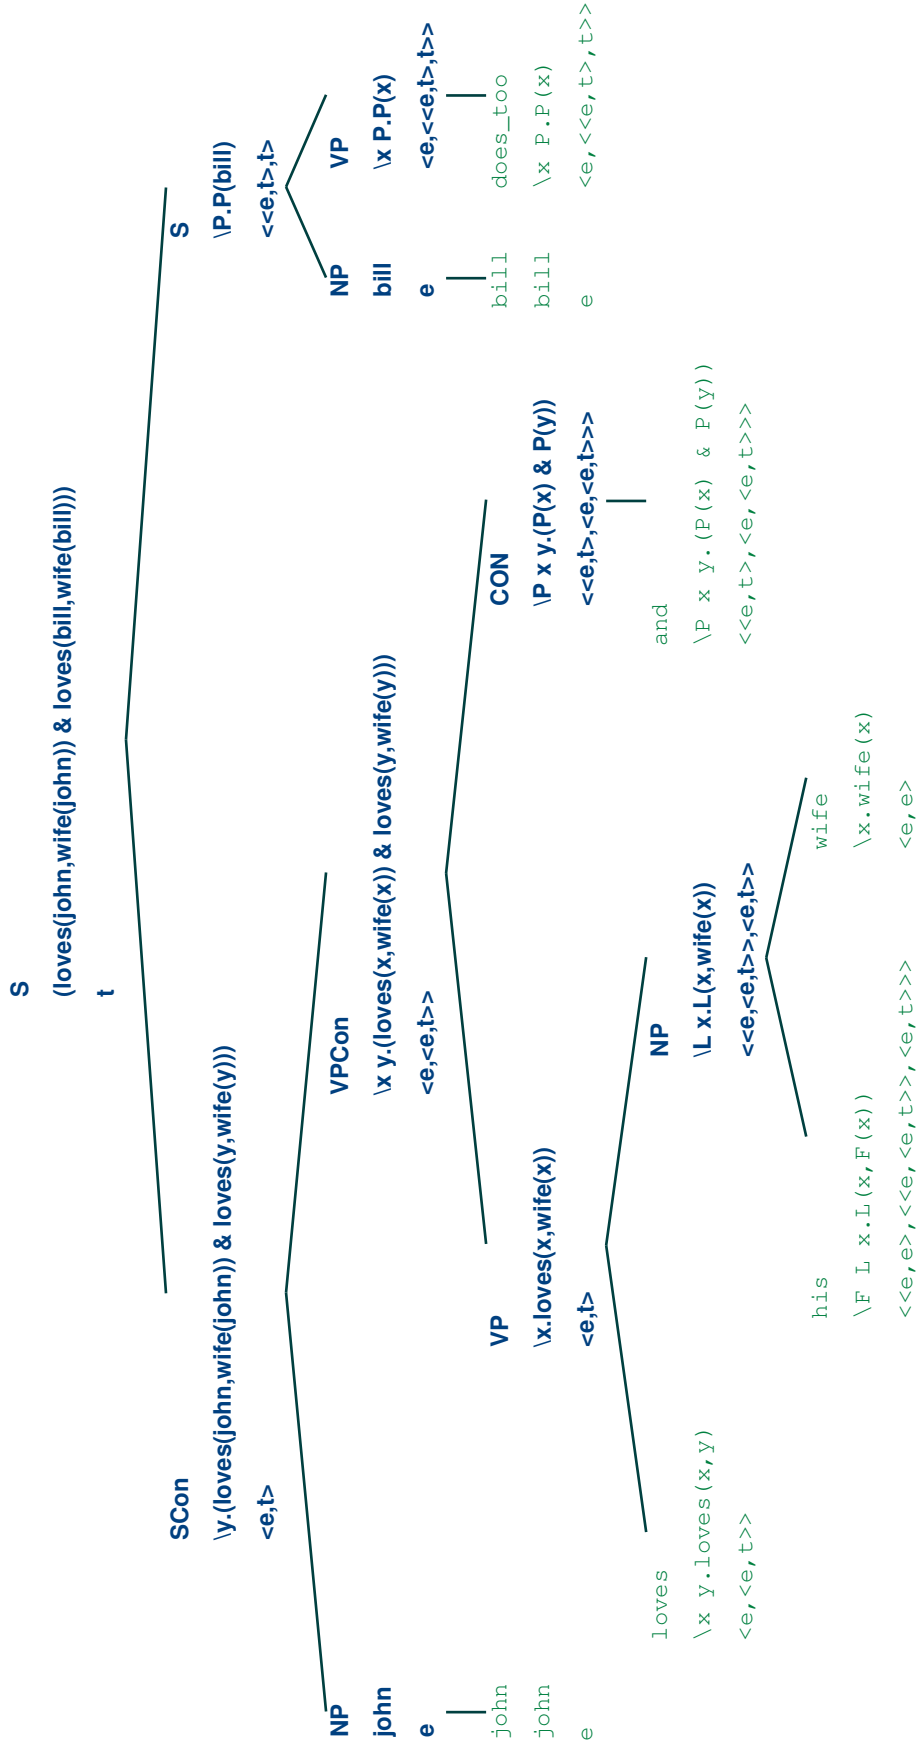 S
(loves(john,wife(john)) & loves(bill,wife(bill)))
t
SCon
\y.(loves(john,wife(john)) & loves(y,wife(y)))
<e,t>
S
\P.P(bill)
<<e,t>,t>
NP
john
e
VPCon
\x y.(loves(x,wife(x)) & loves(y,wife(y)))
<e,<e,t>>
NP
bill
e
VP
\x P.P(x)
<e,<<e,t>,t>>
john
john
e
VP
\x.loves(x,wife(x))
<e,t>
CON
\P x y.(P(x) & P(y))
<<e,t>,<e,<e,t>>>
bill
bill
e
does_too
\x P.P(x)
<e,<<e,t>,t>>
loves
\x y.loves(x,y)
<e,<e,t>>
NP
\L x.L(x,wife(x))
<<e,<e,t>>,<e,t>>
and
\P x y.(P(x) & P(y))
<<e,t>,<e,<e,t>>>
his
\F L x.L(x,F(x))
<<e,e>,<<e,<e,t>>,<e,t>>>
wife
\x.wife(x)
<e,e>